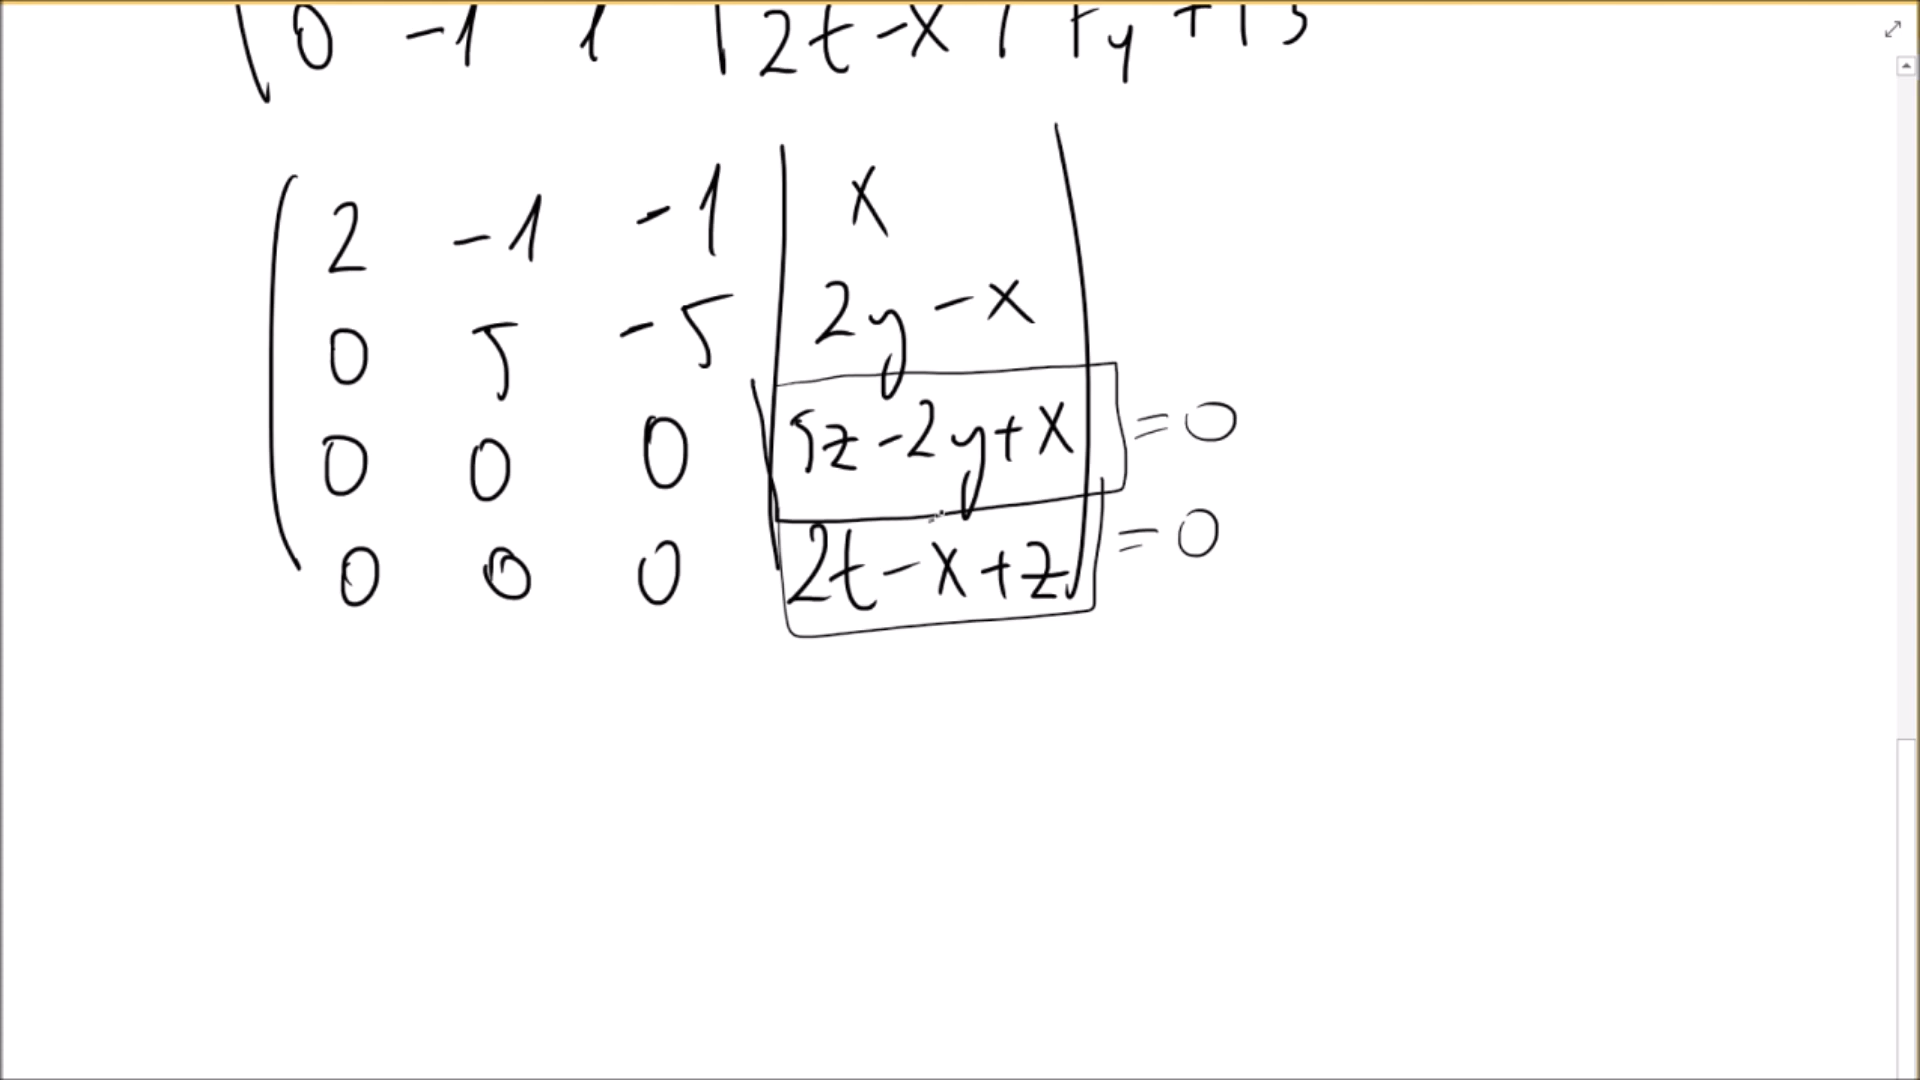 0 -1 1 | 2t-x
2 -1 -1 | x
0 5 -5 | 2y-x
0 0 0 | 5z-2y+x =0
0 0 0 | 2t-x+z =0